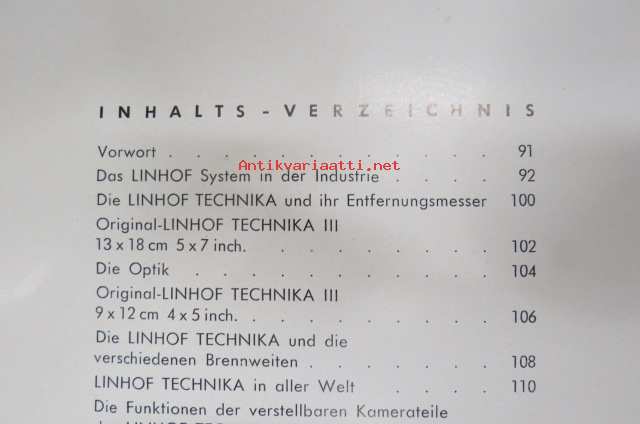 INHALTS-VERZEICHNIS
Vorwort . . . . . . . . . . . 91
Antikvariaatti.net
Das LINHOF System in der Industrie . . . . 92
Die LINHOF TECHNIKA und ihr Entfernungsmesser 100
Original-LINHOF TECHNIKA III
13 x 18 cm 5 x 7 inch. . . . . . . . 102
Die Optik . . . . . . . . . . 104
Original-LINHOF TECHNIKA III
9 x 12 cm 4 x 5 inch. . . . . . . . 106
Die LINHOF TECHNIKA und die
verschiedenen Brennweiten . . . . . . 108
LINHOF TECHNIKA in aller Welt . . . . 110
Die Funktionen der verstellbaren Kamerateile